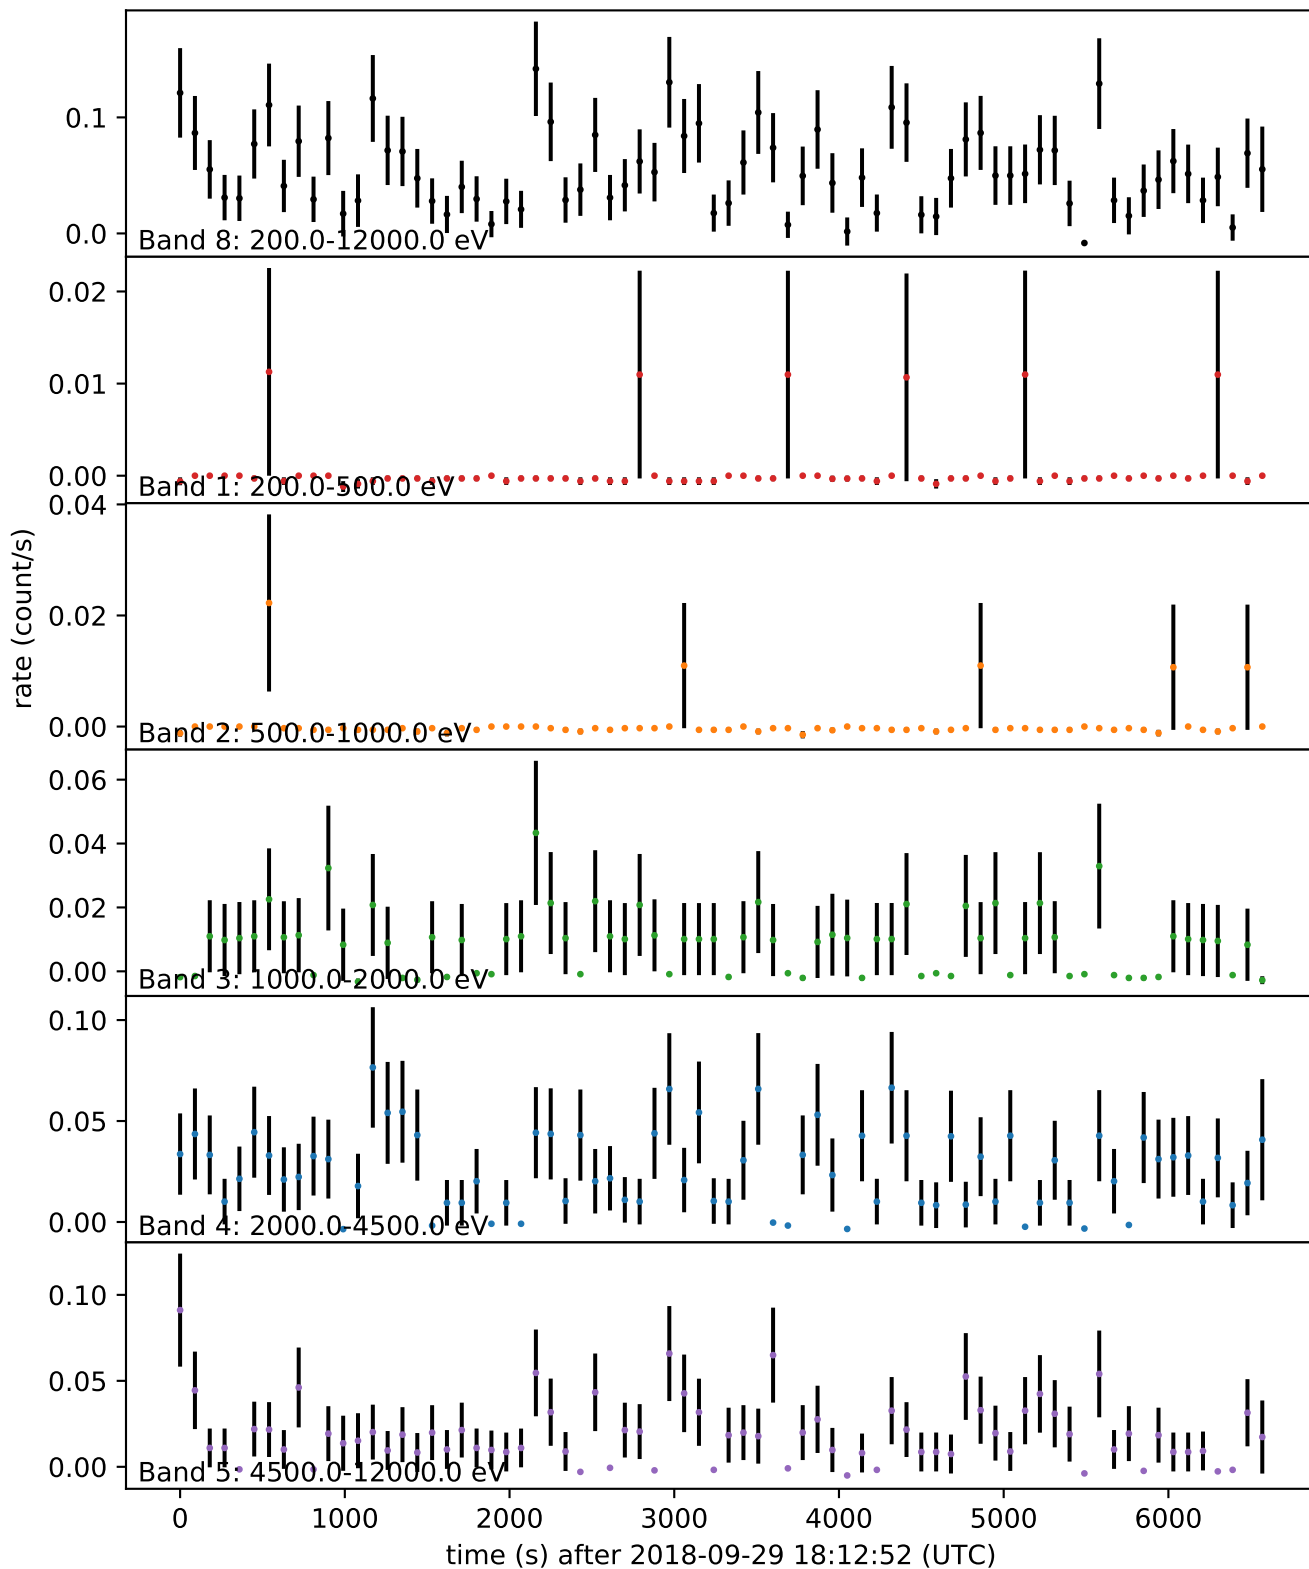 0.1
0.0
Band 8: 200.0-12000.0 eV
0.02
0.01
0.00
Band 1: 200.0-500.0 eV
0.04
0.02
0.00
Band 2: 500.0-1000.0 eV
rate (count/s)
0.06
0.04
0.02
0.00
Band 3: 1000.0-2000.0 eV
0.10
0.05
0.00
Band 4: 2000.0-4500.0 eV
0.10
0.05
0.00
Band 5: 4500.0-12000.0 eV
0 1000 2000 3000 4000 5000 6000
time (s) after 2018-09-29 18:12:52 (UTC)